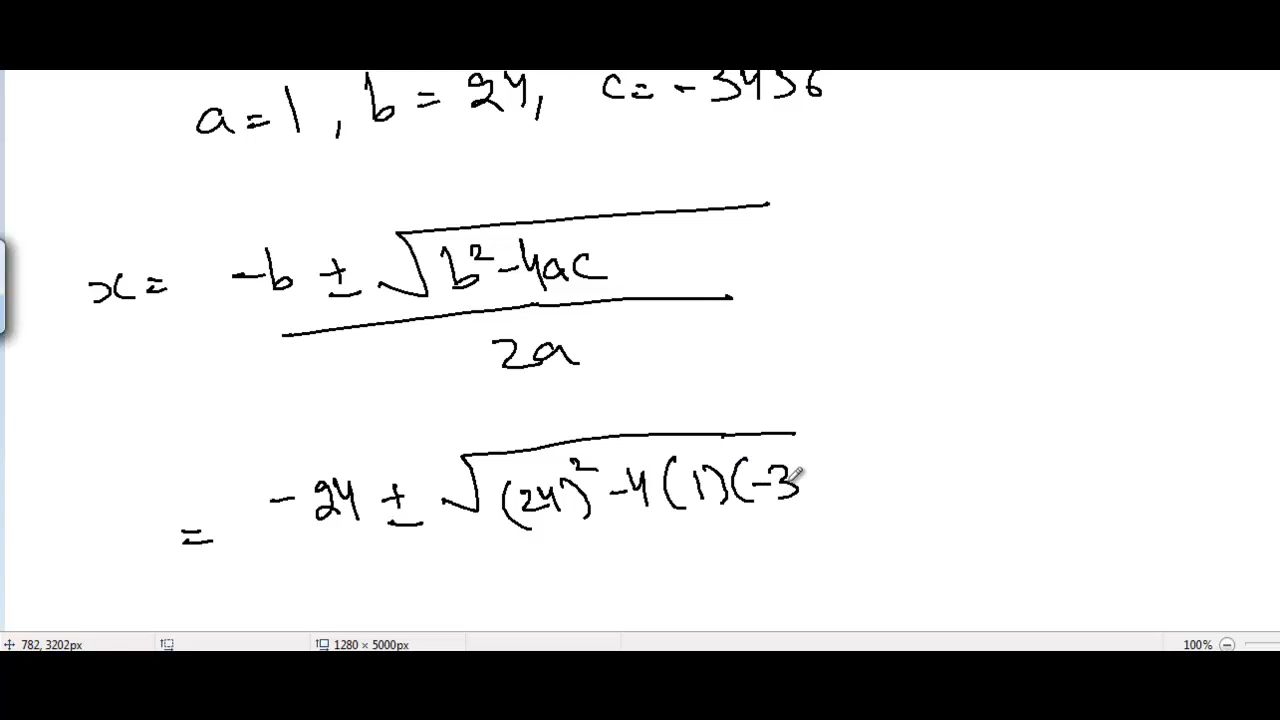 a = 1 , b = 24, c = - 3456
x = -b ± √b² - 4ac
2a
= - 24 ± √(24)² - 4 (1) (-3
782, 3202px 1280 × 5000px 100%